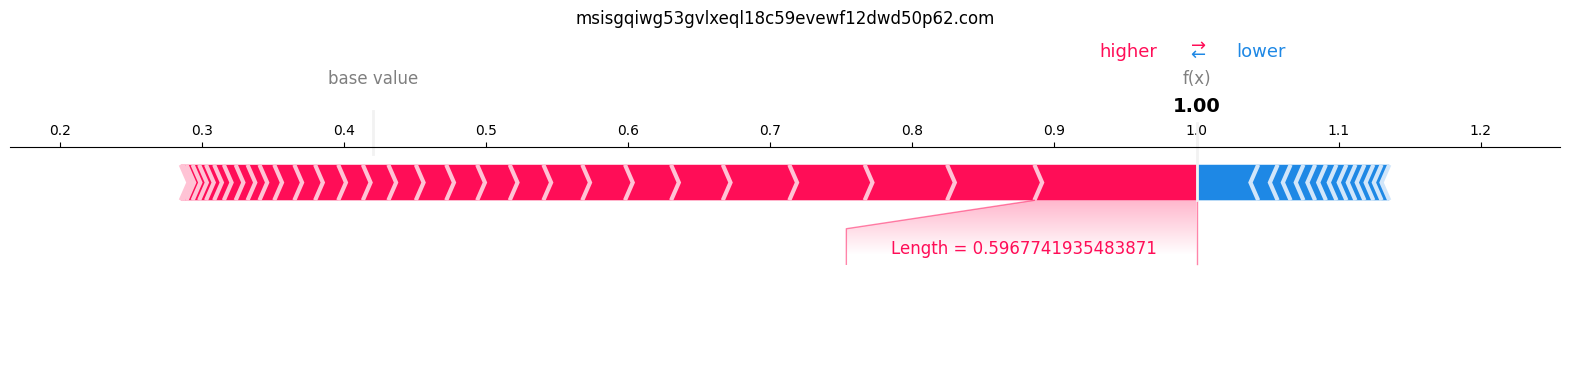 msisgqiwg53gvlxeql18c59evewf12dwd50p62.com
higher → ← lower
base value f(x)
1.00
0.2 0.3 0.4 0.5 0.6 0.7 0.8 0.9 1.0 1.1 1.2
Length = 0.5967741935483871